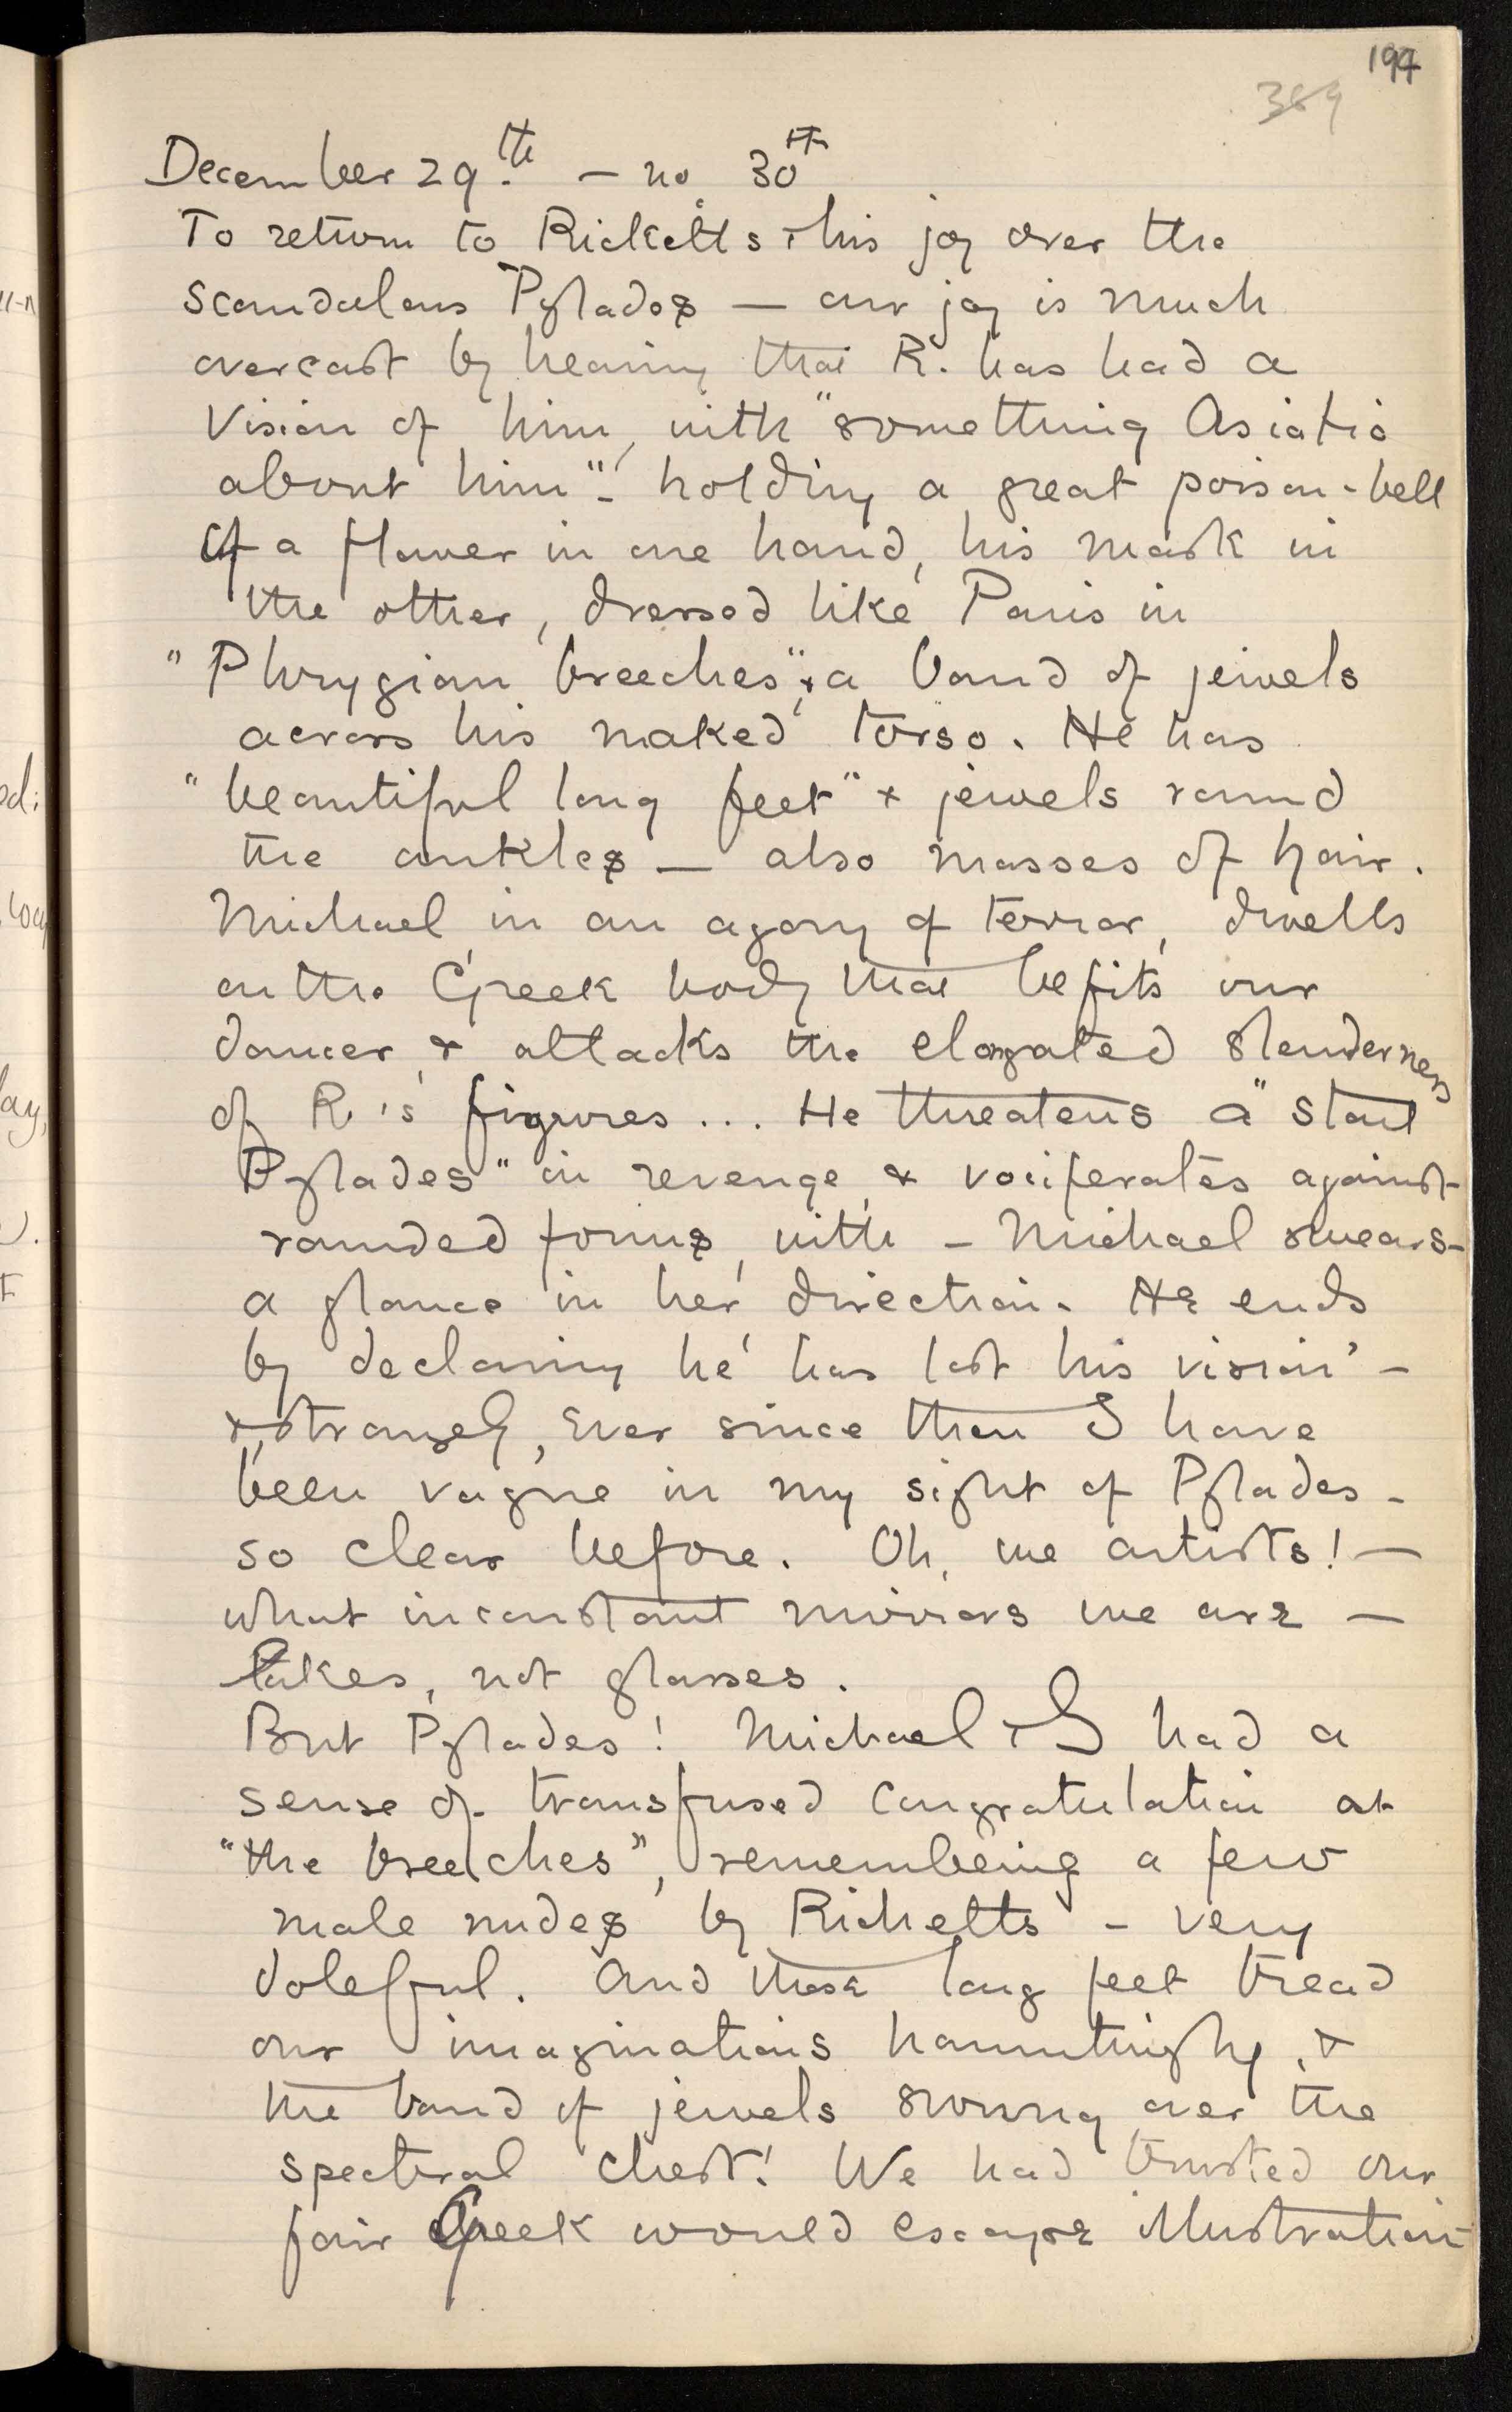 194
389
December 29.th – no 30th
To return to Ricketts & his joy over the
scandalous Pylades — our joy is much
overcast by hearing that R. has had a
Vision of him, with "something Asiatic
about him" - holding a great poison-bell
of a flower in one hand, his mask in
the other, dressed like Paris in
"Phrygian breeches", & a band of jewels
across his naked torso. He has
"beautiful long feet" & jewels round
the ankles — also masses of hair.
Michael, in an agony of terror, dwells
on the Greek body that befits our
dancer & attacks the elongated slenderness
of R's figures... He threatens a "stout
Pylades" in revenge, & vociferates against
rounded forms, with – Michael swears –
a glance in her direction. He ends
by declaring he has lost his vision –
& strangely, ever since then I have
been vague in my sight of Pylades –
so clear before. Oh, we artists! —
what inconstant mirrors we are —
Lakes, not glasses.
But Pylades! Michael & I had a
sense of transfused congratulation at
"the breeches", remembeing a few
male nudes by Ricketts – very
doleful. And those long feet tread
our imaginations hauntingly, &
the band of jewels swung over the
spectral chest! We had trusted our
fair Greek would escape illustration